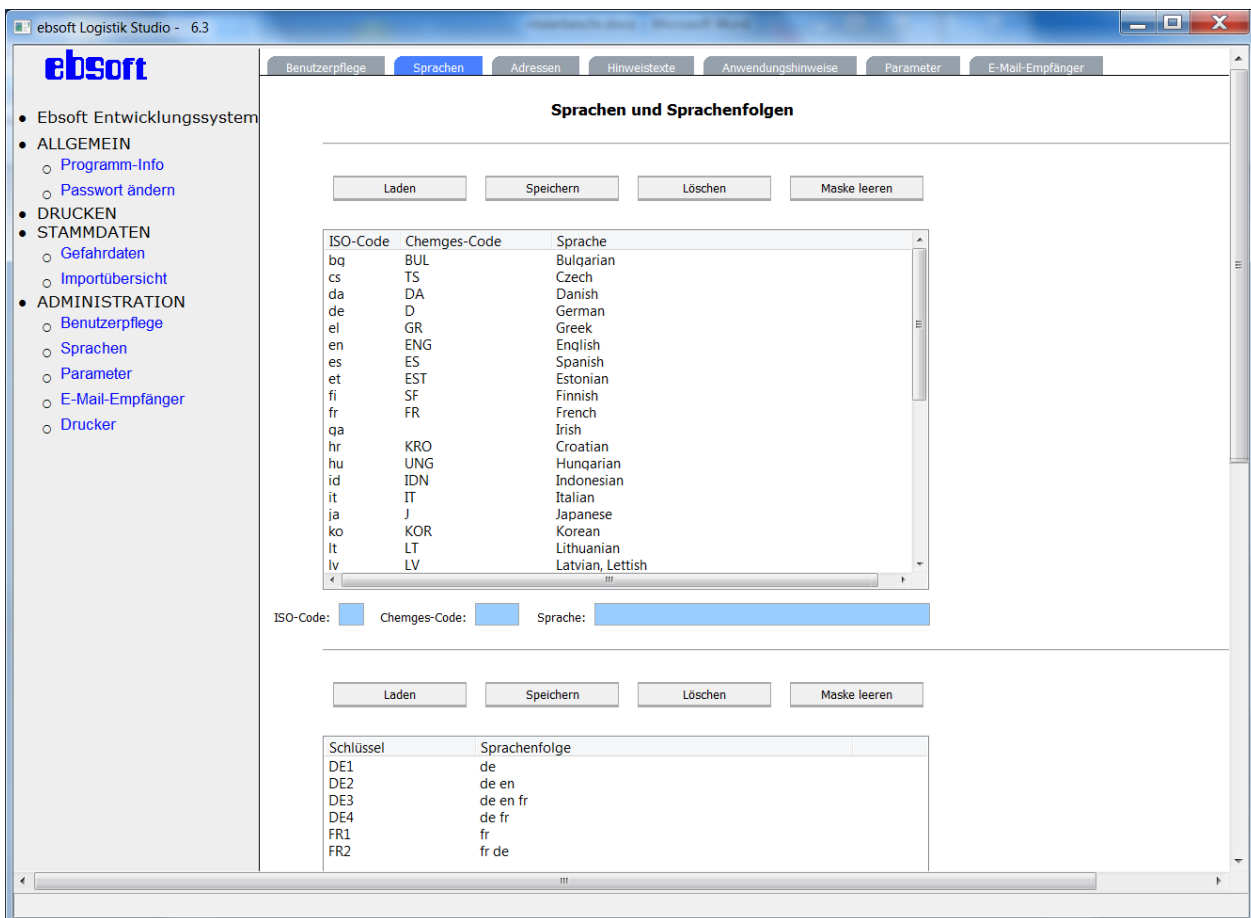 ebsoft Logistik Studio - 6.3
ebsoft
Benutzerpflege Sprachen Adressen Hinweistexte Anwendungshinweise Parameter E-Mail-Empfänger
Ebsoft Entwicklungssystem
ALLGEMEIN
Programm-Info
Passwort ändern
DRUCKEN
STAMMDATEN
Gefahrdaten
Importübersicht
ADMINISTRATION
Benutzerpflege
Sprachen
Parameter
E-Mail-Empfänger
Drucker
Sprachen und Sprachenfolgen
Laden Speichern Löschen Maske leeren
ISO-Code Chemges-Code Sprache
bg BUL Bulgarian
cs TS Czech
da DA Danish
de D German
el GR Greek
en ENG English
es ES Spanish
et EST Estonian
fi SF Finnish
fr FR French
ga Irish
hr KRO Croatian
hu UNG Hungarian
id IDN Indonesian
it IT Italian
ja J Japanese
ko KOR Korean
lt LT Lithuanian
lv LV Latvian, Lettish
ISO-Code: Chemges-Code: Sprache:
Laden Speichern Löschen Maske leeren
Schlüssel Sprachenfolge
DE1 de
DE2 de en
DE3 de en fr
DE4 de fr
FR1 fr
FR2 fr de